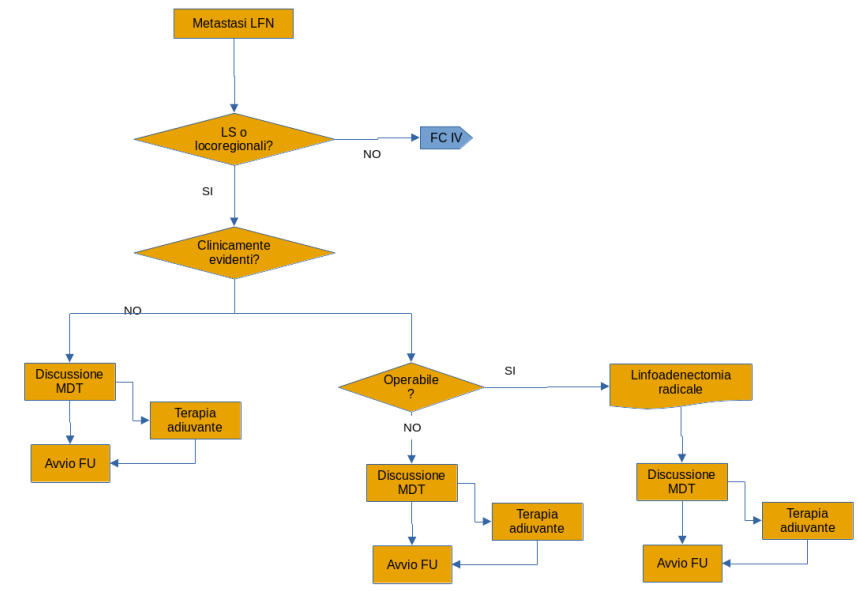 Metastasi LFN
LS o
locoregionali?
FC IV
NO
SI
Clinicamente
evidenti?
NO
Discussione
MDT
Terapia
adiuvante
Avvio FU
Operabile
?
SI
Linfoadenectomia
radicale
NO
Discussione
MDT
Terapia
adiuvante
Avvio FU
Discussione
MDT
Terapia
adiuvante
Avvio FU